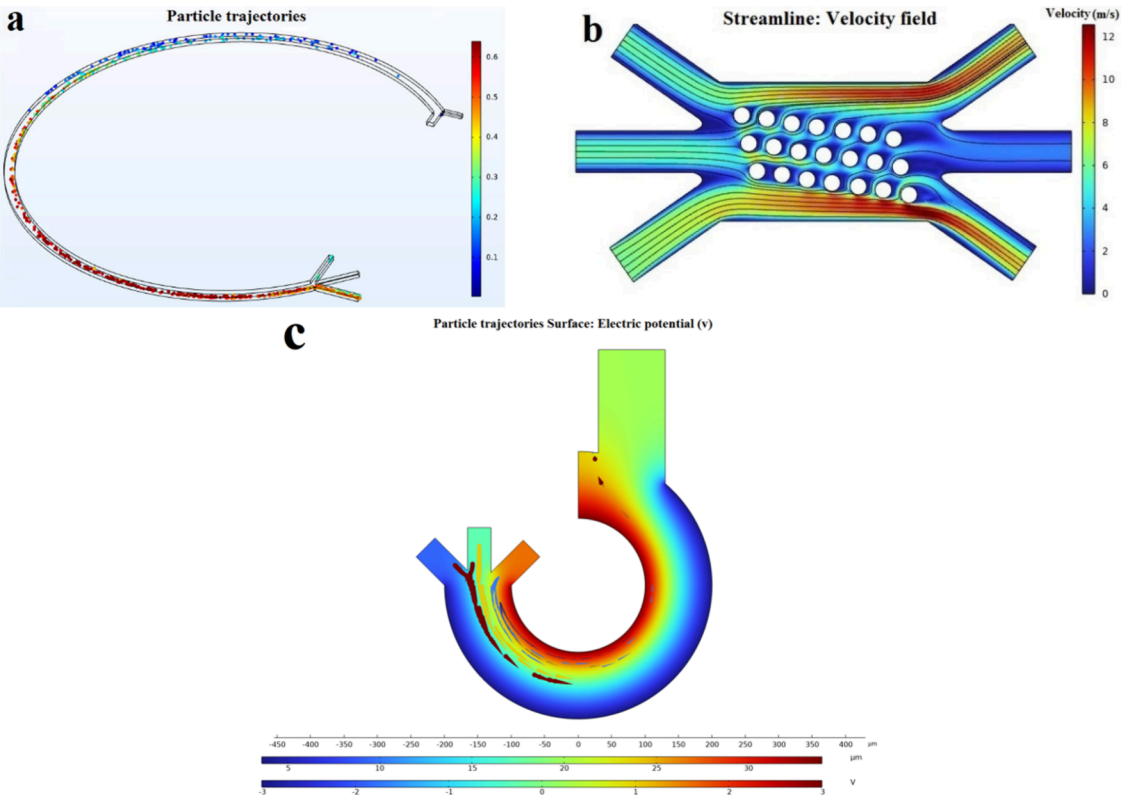 a
Particle trajectories
0.6
0.5
0.4
0.3
0.2
0.1
b
Streamline: Velocity field
Velocity(m/s)
12
10
8
6
4
2
0
c
Particle trajectories Surface: Electric potential (v)
-450 -400 -350 -300 -250 -200 -150 -100 -50 0 50 100 150 200 250 300 350 400 µm
µm
5 10 15 20 25 30
V
-3 -2 -1 0 1 2 3